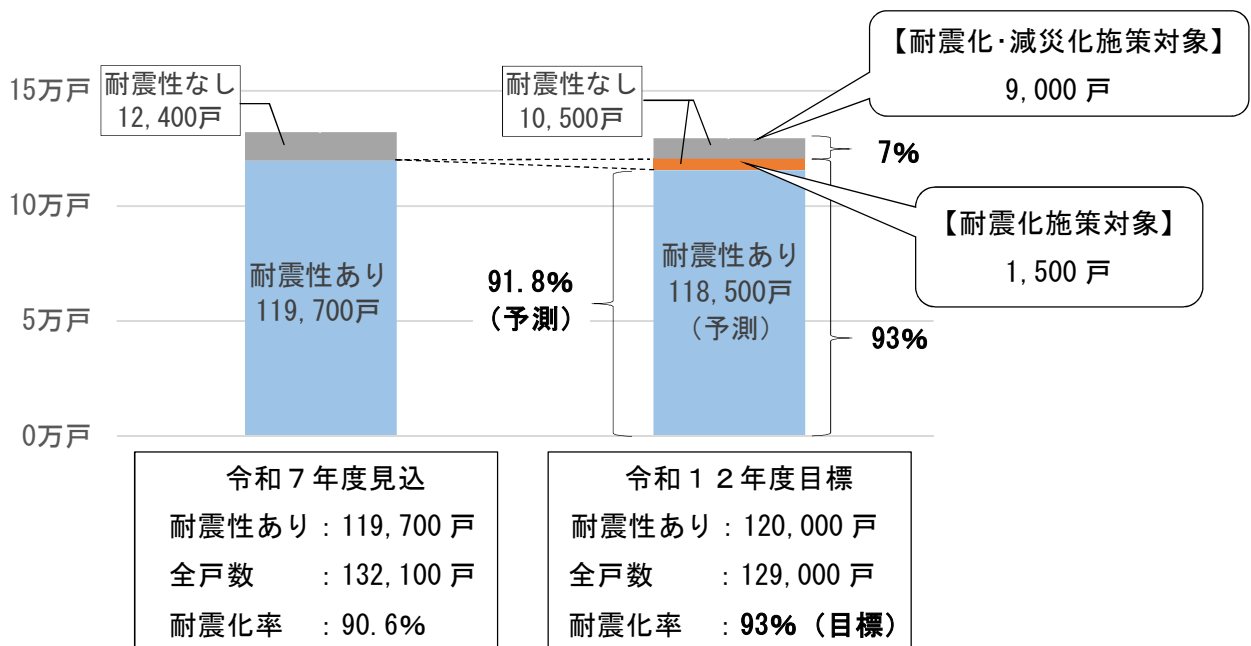 【耐震化・減災化施策対象】
9,000 戸
15万戸
耐震性なし
12,400戸
耐震性なし
10,500戸
7%
10万戸
【耐震化施策対象】
1,500 戸
耐震性あり
119,700戸
91.8%
(予測)
耐震性あり
118,500戸
(予測)
93%
5万戸
0万戸
令和7年度見込
耐震性あり:119,700 戸
全戸数 :132,100 戸
耐震化率 :90.6%
令和12年度目標
耐震性あり:120,000 戸
全戸数 :129,000 戸
耐震化率 :93%(目標)